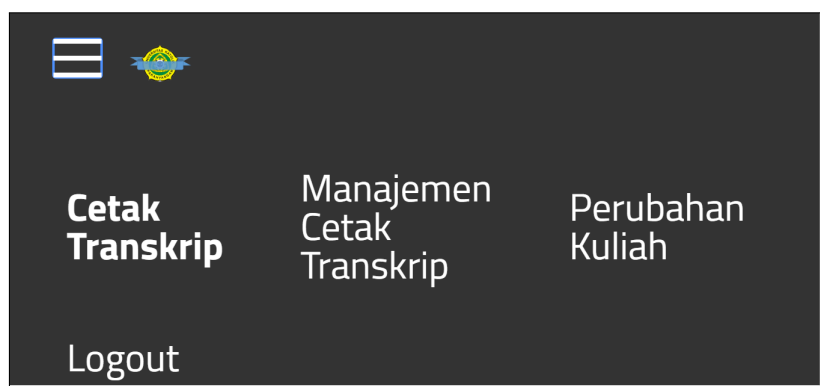 Cetak
Transkrip
Manajemen
Cetak
Transkrip
Perubahan
Kuliah
Logout